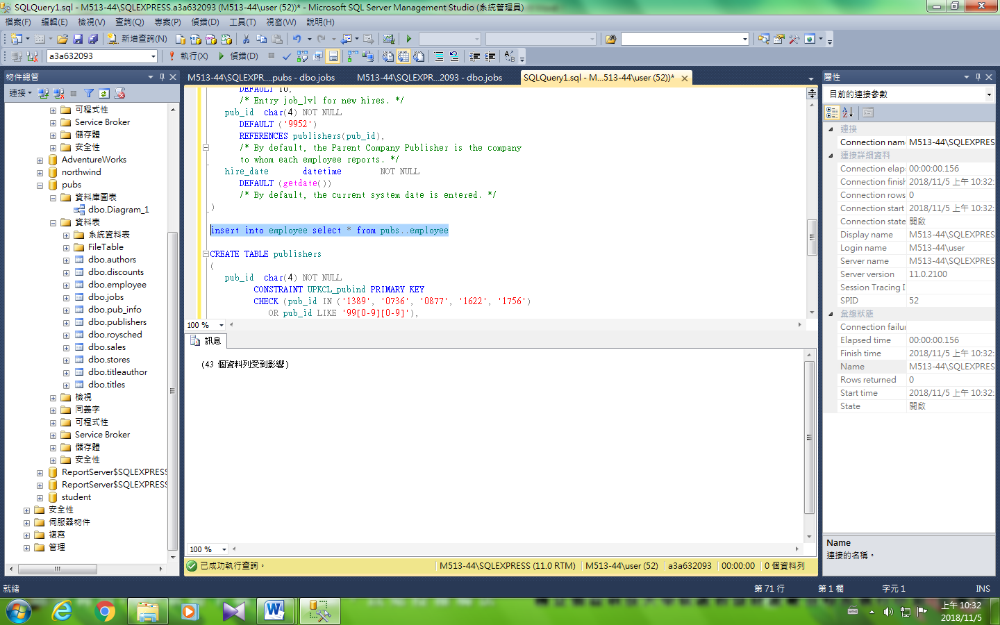 SQLQuery1.sql - M513-44\SQLEXPRESS.a3a632093 (M513-44\user (52))* - Microsoft SQL Server Management Studio (系統管理員)
檔案(F) 編輯(E) 檢視(V) 查詢(Q) 專案(P) 偵錯(D) 工具(T) 視窗(W) 說明(H)
新增查詢(N)
a3a632093 執行(X) 偵錯(D)
物件總管
連接
可程式性
Service Broker
儲存體
安全性
AdventureWorks
northwind
pubs
資料庫圖表
dbo.Diagram_1
資料表
系統資料表
FileTable
dbo.authors
dbo.discounts
dbo.employee
dbo.jobs
dbo.pub_info
dbo.publishers
dbo.roysched
dbo.sales
dbo.stores
dbo.titleauthor
dbo.titles
檢視
同義字
可程式性
Service Broker
儲存體
安全性
ReportServer$SQLEXPRESS
ReportServer$SQLEXPRESS
student
安全性
伺服器物件
複寫
管理
M513-44\SQLEXPR....pubs - dbo.jobs M513-44\SQLEXPR...2093 - dbo.jobs SQLQuery1.sql - M...513-44\user (52))*
DEFAULT 10,
/* Entry job_lvl for new hires. */
pub_id char(4) NOT NULL
DEFAULT ('9952')
REFERENCES publishers(pub_id),
/* By default, the Parent Company Publisher is the company
to whom each employee reports. */
hire_date datetime NOT NULL
DEFAULT (getdate())
/* By default, the current system date is entered. */
)
insert into employee select * from pubs..employee
CREATE TABLE publishers
(
pub_id char(4) NOT NULL
CONSTRAINT UPKCL_pubind PRIMARY KEY
CHECK (pub_id IN ('1389', '0736', '0877', '1622', '1756')
OR pub_id LIKE '99[0-9][0-9]'),
100 %
訊息
(43 個資料列受到影響)
100 %
已成功執行查詢。 M513-44\SQLEXPRESS (11.0 RTM) M513-44\user (52) a3a632093 00:00:00 0 個資料列
屬性
目前的連接參數
連接
Connection nam M513-44\SQLEXPRES
連接詳細資料
Connection elap 00:00:00.156
Connection finish 2018/11/5 上午 10:32:
Connection rows 0
Connection start 2018/11/5 上午 10:32:
Connection state 開啟
Display name M513-44\SQLEXPRES
Login name M513-44\user
Server name M513-44\SQLEXPRES
Server version 11.0.2100
Session Tracing I
SPID 52
彙總狀態
Connection failur
Elapsed time 00:00:00.156
Finish time 2018/11/5 上午 10:32:
Name M513-44\SQLEXPRES
Rows returned 0
Start time 2018/11/5 上午 10:32:
State 開啟
Name
連接的名稱。
就緒 第 71 行 第 1 欄 字元 1 INS
上午 10:32
2018/11/5